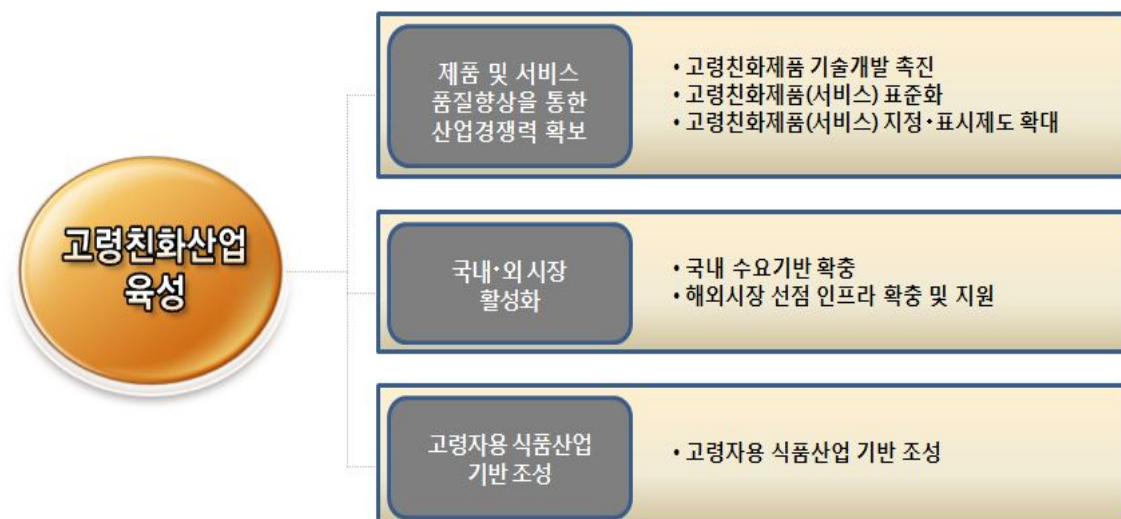 고령친화산업
육성
제품 및 서비스
품질향상을 통한
산업경쟁력 확보
• 고령친화제품 기술개발 촉진
• 고령친화제품(서비스) 표준화
• 고령친화제품(서비스) 지정·표시제도 확대
국내·외 시장
활성화
• 국내 수요기반 확충
• 해외시장 선점 인프라 확충 및 지원
고령자용 식품산업
기반 조성
• 고령자용 식품산업 기반 조성